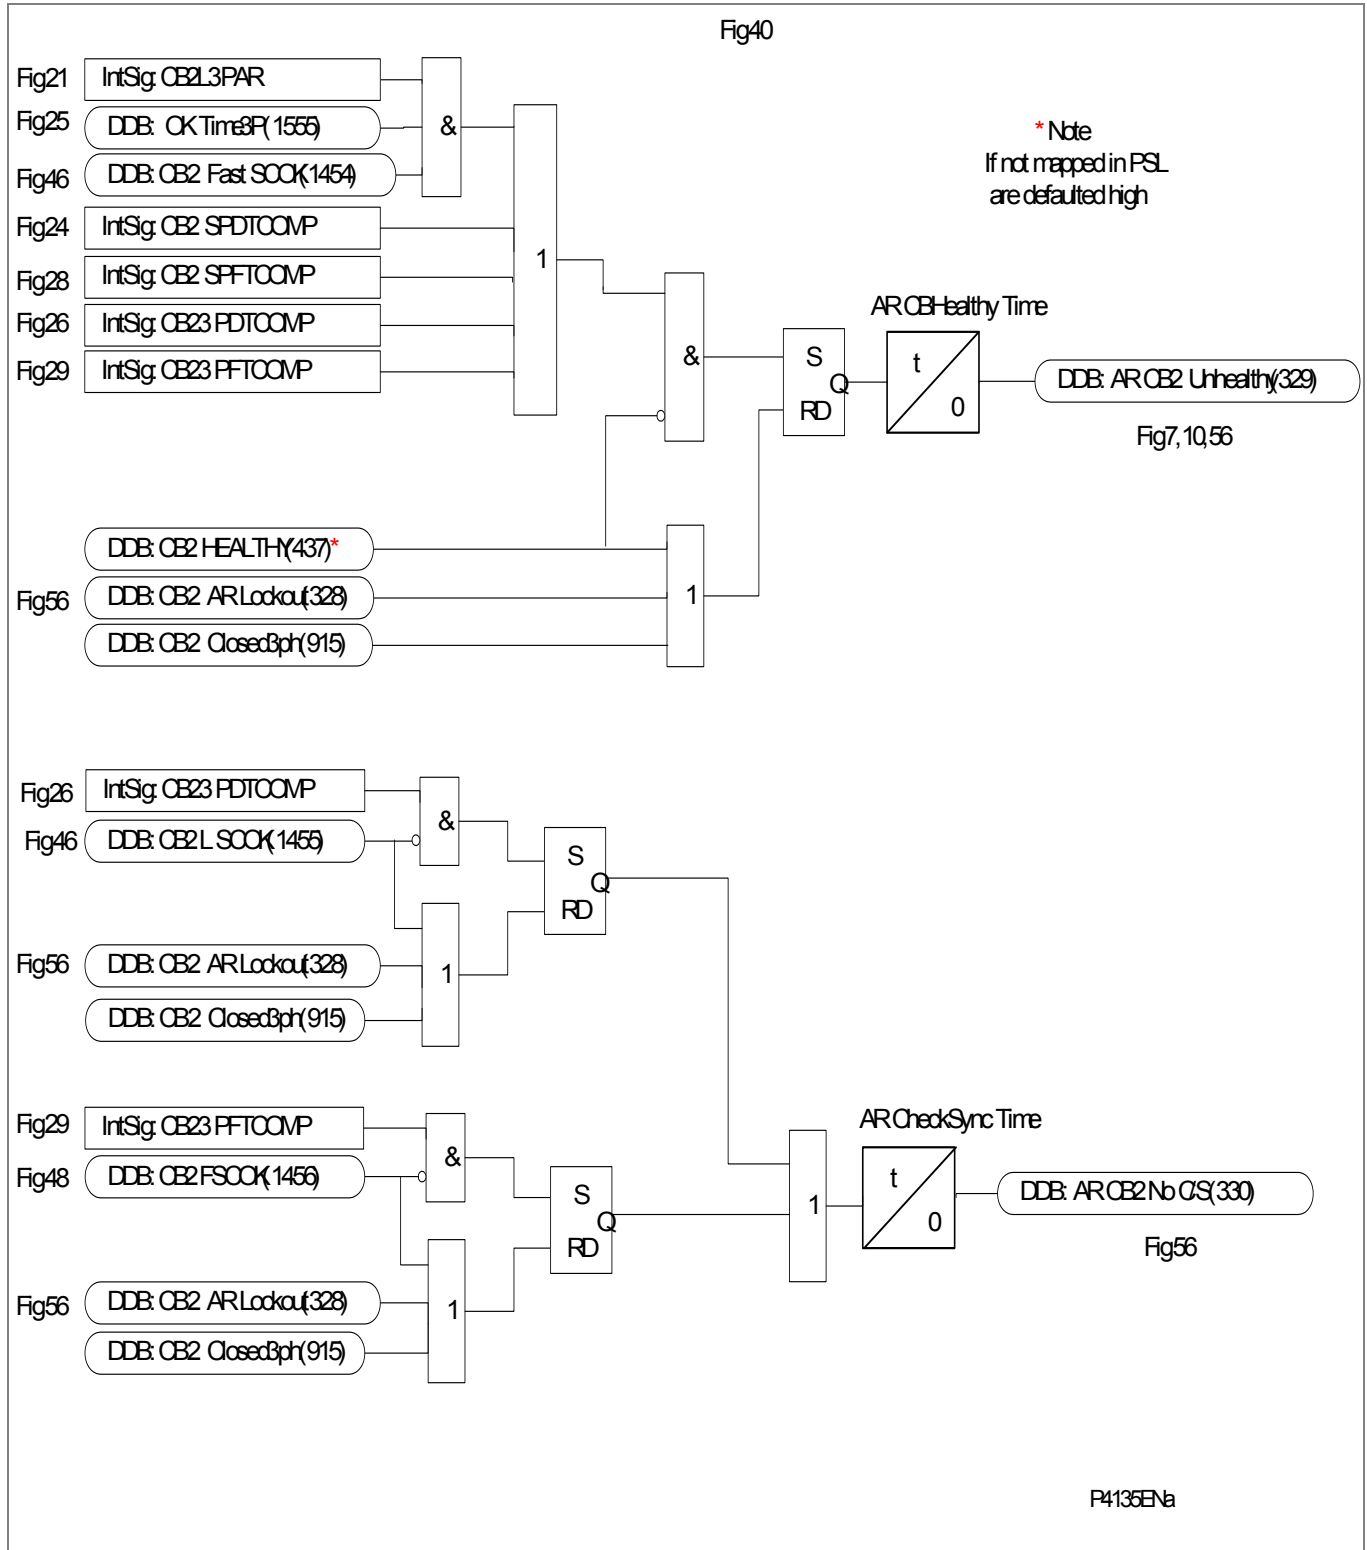 Fig40
Fig21 IntSig: CB2L3PAR
Fig25 DDB: OKTime3P(1555)
Fig46 DDB: CB2 Fast SCOK(1454)
Fig24 IntSig: CB2 SPDTCOMP
Fig28 IntSig: CB2 SPFTCOMP
Fig26 IntSig: CB23 PDTCOMP
Fig29 IntSig: CB23 PFTCOMP
&
1
&
* Note
If not mapped in PSL
are defaulted high
S
Q
RD
AR CBHealthy Time
t
0
DDB: AR CB2 Unhealthy(329)
Fig7,10,56
DDB: CB2 HEALTHY(437)*
Fig56 DDB: CB2 AR Lockout(328)
DDB: CB2 Closed3ph(915)
1
Fig26 IntSig: CB23 PDTCOMP
Fig46 DDB: CB2L SCOK(1455)
&
S
Q
RD
Fig56 DDB: CB2 AR Lockout(328)
DDB: CB2 Closed3ph(915)
1
Fig29 IntSig: CB23 PFTCOMP
Fig48 DDB: CB2FSCOK(1456)
&
S
Q
RD
Fig56 DDB: CB2 AR Lockout(328)
DDB: CB2 Closed3ph(915)
1
1
AR CheckSync Time
t
0
DDB: AR CB2 No C/S(330)
Fig56
P4135ENa